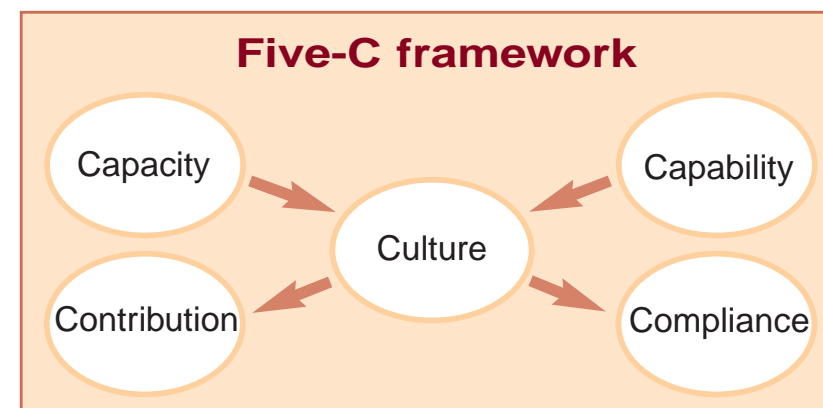 Five-C framework
Capacity
Capability
Culture
Contribution
Compliance